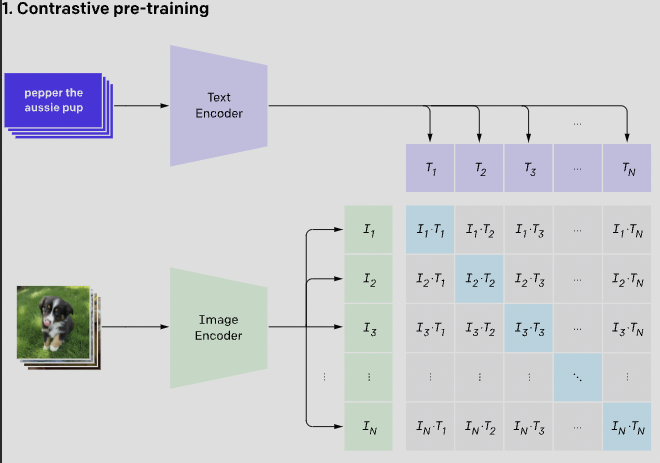 1. Contrastive pre-training
pepper the
aussie pup
Text
Encoder
...
T1 T2 T3 ... TN
I1 I1·T1 I1·T2 I1·T3 ... I1·TN
I2 I2·T1 I2·T2 I2·T3 ... I2·TN
Image
Encoder
I3 I3·T1 I3·T2 I3·T3 ... I3·TN
⋮ ⋮ ⋮ ⋮ ⋮ ⋱ ⋮
IN IN·T1 IN·T2 IN·T3 ... IN·TN